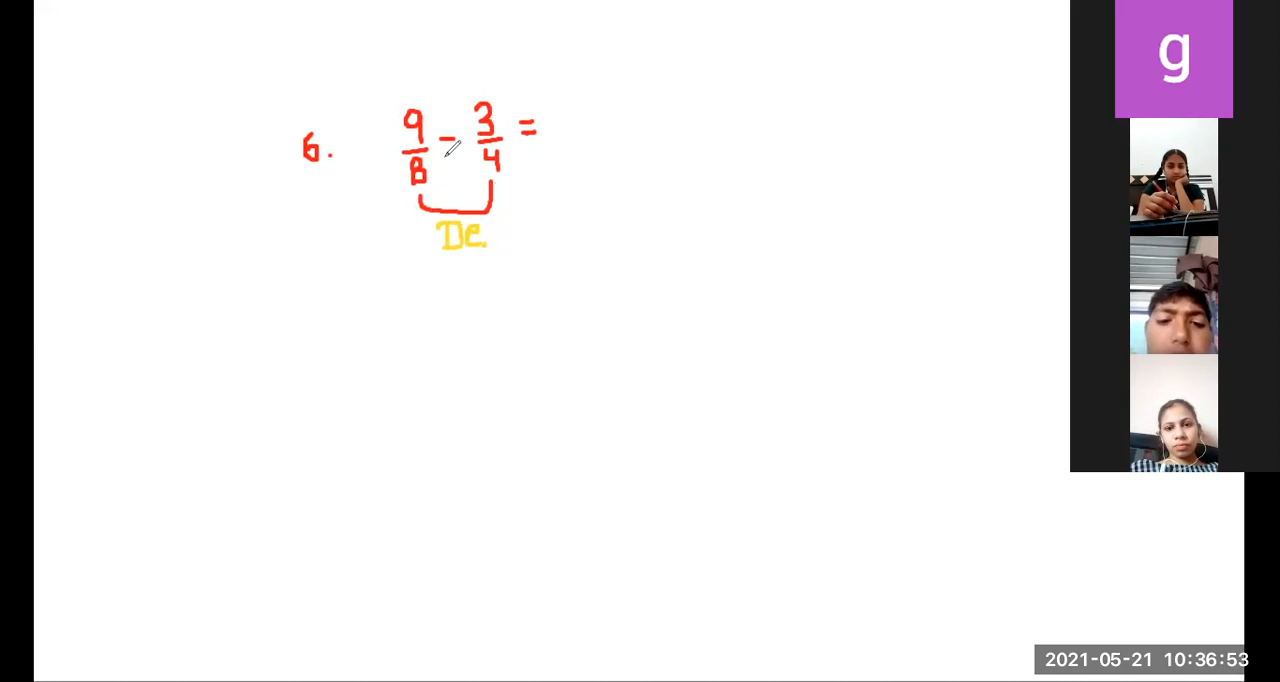 6. 9/8 - 3/4 =
De.
g
2021-05-21 10:36:53